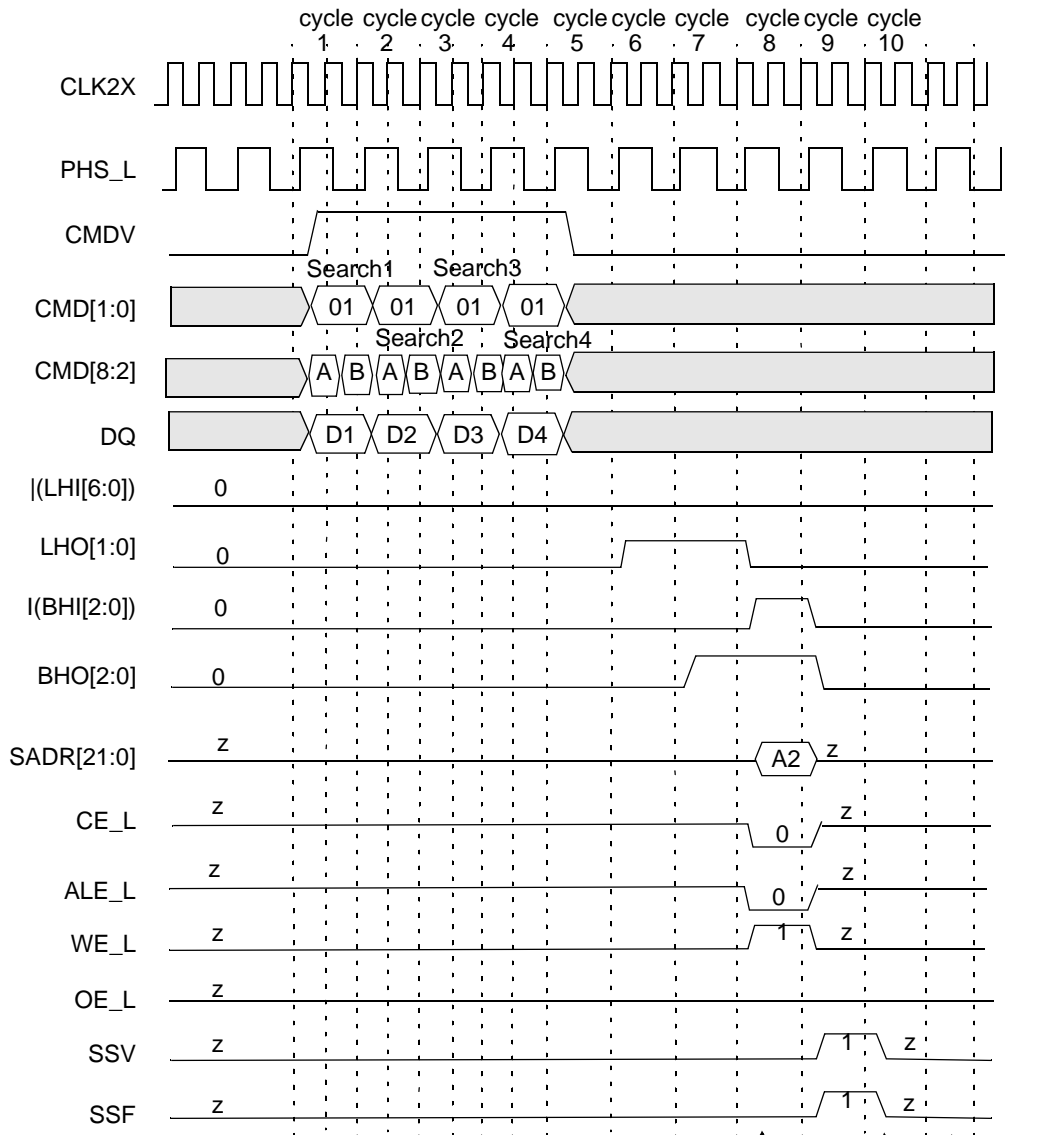 cycle cycle cycle cycle cycle cycle cycle cycle cycle cycle
1 2 3 4 5 6 7 8 9 10
CLK2X
PHS_L
CMDV
Search1 Search3
CMD[1:0] 01 01 01 01
Search2 Search4
CMD[8:2] A B A B A B A B
DQ D1 D2 D3 D4
|(LHI[6:0]) 0
LHO[1:0] 0
I(BHI[2:0]) 0
BHO[2:0] 0
SADR[21:0] z A2 z
CE_L z 0 z
ALE_L z 0 z
WE_L z 1 z
OE_L z
SSV z 1 z
SSF z 1 z